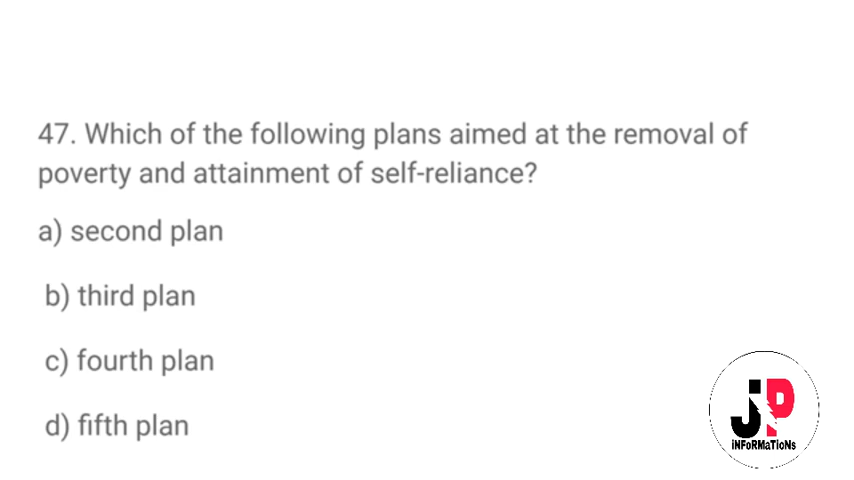 47. Which of the following plans aimed at the removal of
poverty and attainment of self-reliance?
a) second plan
b) third plan
c) fourth plan
d) fifth plan
JP
iNFoRMaTioNs